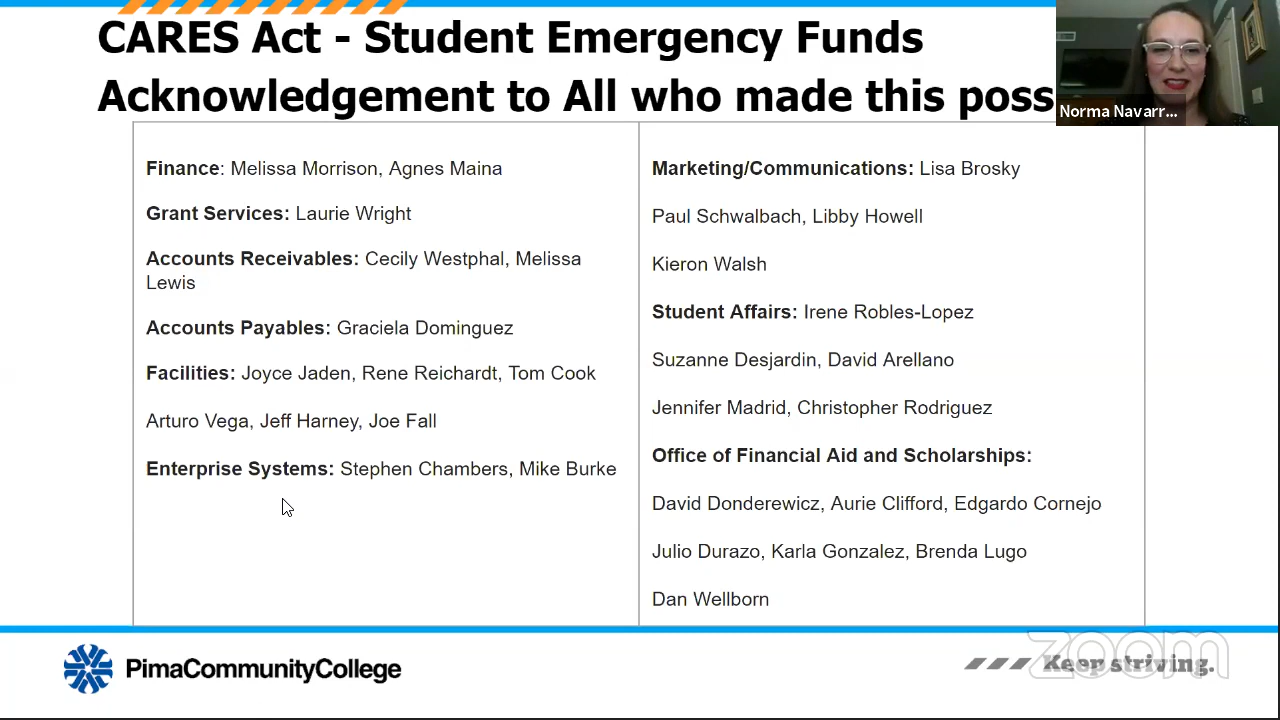 CARES Act - Student Emergency Funds
Acknowledgement to All who made this poss
Norma Navarr...
Finance: Melissa Morrison, Agnes Maina
Grant Services: Laurie Wright
Accounts Receivables: Cecily Westphal, Melissa
Lewis
Accounts Payables: Graciela Dominguez
Facilities: Joyce Jaden, Rene Reichardt, Tom Cook
Arturo Vega, Jeff Harney, Joe Fall
Enterprise Systems: Stephen Chambers, Mike Burke
Marketing/Communications: Lisa Brosky
Paul Schwalbach, Libby Howell
Kieron Walsh
Student Affairs: Irene Robles-Lopez
Suzanne Desjardin, David Arellano
Jennifer Madrid, Christopher Rodriguez
Office of Financial Aid and Scholarships:
David Donderewicz, Aurie Clifford, Edgardo Cornejo
Julio Durazo, Karla Gonzalez, Brenda Lugo
Dan Wellborn
PimaCommunityCollege
Keep striving.
zoom